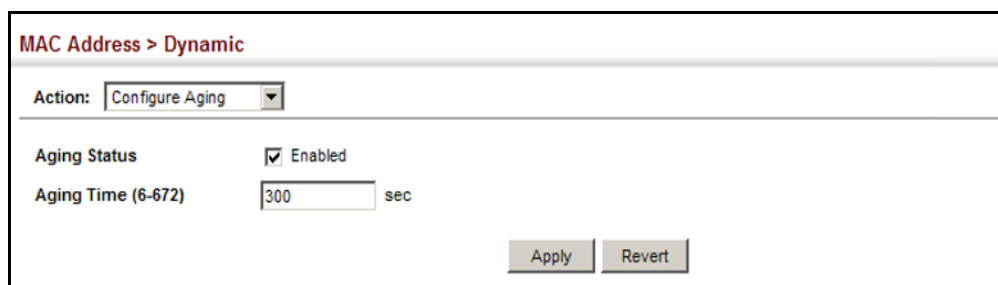 MAC Address > Dynamic
Action: Configure Aging
Aging Status Enabled
Aging Time (6-672) 300 sec
Apply Revert